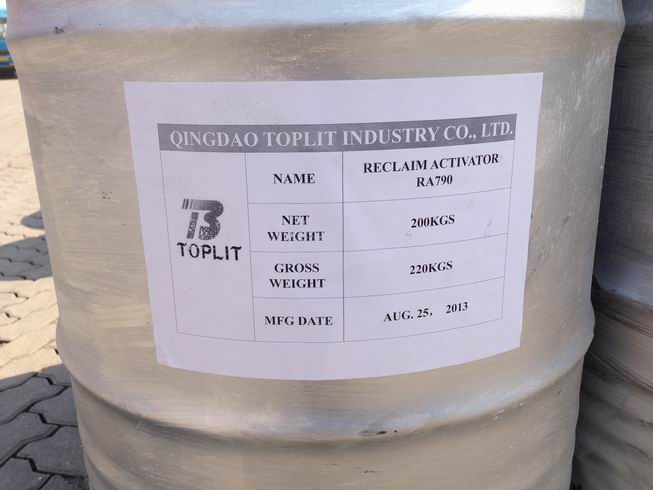 QINGDAO TOPLIT INDUSTRY CO., LTD.
NAME
RECLAIM ACTIVATOR
RA790
NET
WEIGHT
200KGS
GROSS
WEIGHT
220KGS
MFG DATE
AUG. 25, 2013
TOPLIT